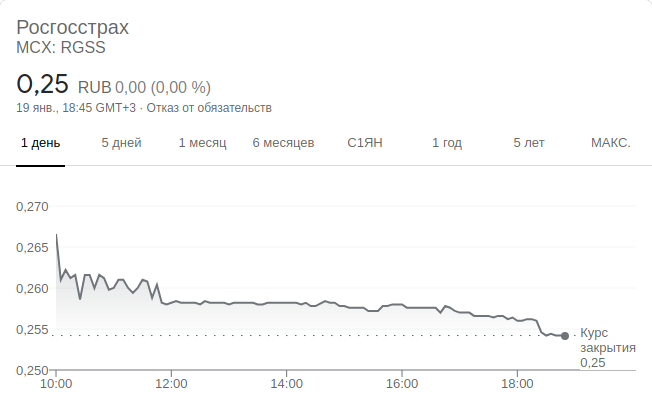 Росгосстрах
MCX: RGSS
0,25 RUB 0,00 (0,00 %)
19 янв., 18:45 GMT+3 · Отказ от обязательств
1 день 5 дней 1 месяц 6 месяцев С1ЯН 1 год 5 лет МАКС.
0,270
0,265
0,260
0,255
Курс
закрытия
0,25
0,250
10:00 12:00 14:00 16:00 18:00